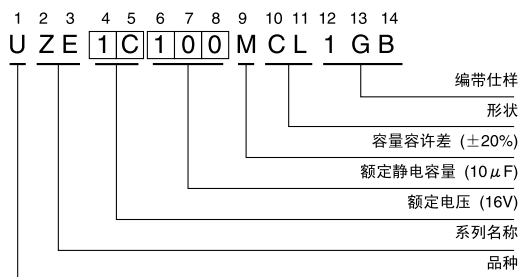 1 2 3 4 5 6 7 8 9 10 11 12 13 14
U Z E 1 C 1 0 0 M C L 1 G B
编带仕样
形状
容量容许差 (±20%)
额定静电容量 (10μF)
额定电压 (16V)
系列名称
品种